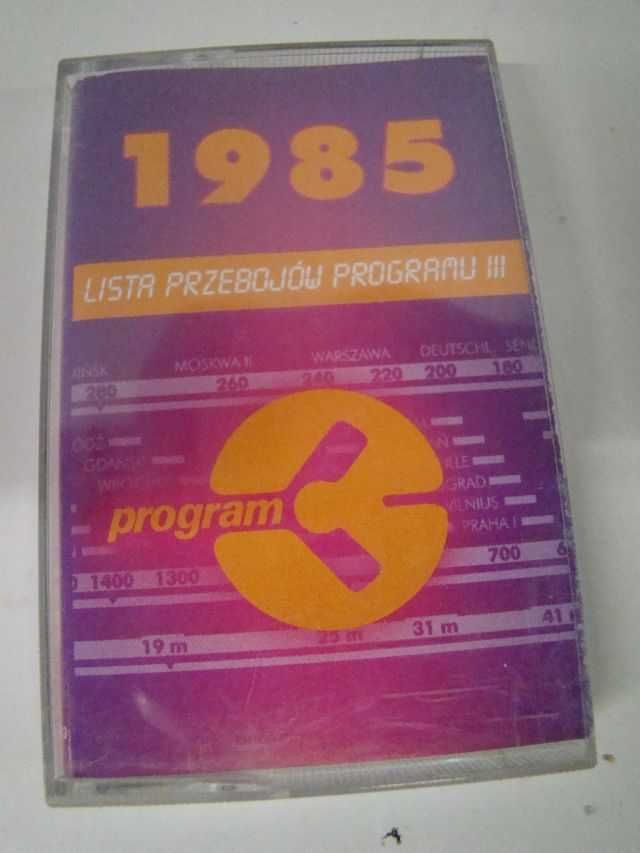 1985
LISTA PRZEBOJÓW PROGRAMU III
MOSKWA II WARSZAWA DEUTSCHL.
280 260 240 220 200 180
GDAŃSK
program
VILNIUS
PRAHA I
1400 1300 700
19 m 25 m 31 m 41